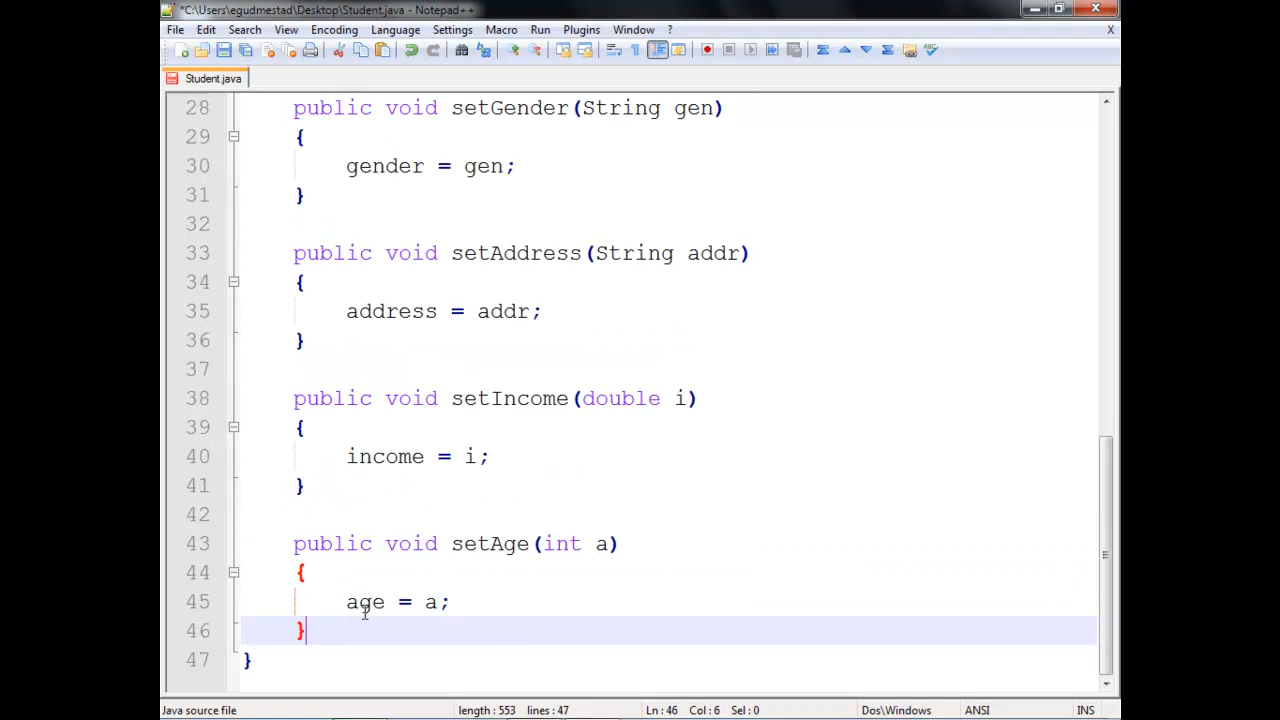 *C:\Users\egudmestad\Desktop\Student.java - Notepad++
File Edit Search View Encoding Language Settings Macro Run Plugins Window ? X
Student.java
28 public void setGender(String gen)
29 {
30 gender = gen;
31 }
32
33 public void setAddress(String addr)
34 {
35 address = addr;
36 }
37
38 public void setIncome(double i)
39 {
40 income = i;
41 }
42
43 public void setAge(int a)
44 {
45 age = a;
46 }
47 }
Java source file length : 553 lines : 47 Ln : 46 Col : 6 Sel : 0 Dos\Windows ANSI INS